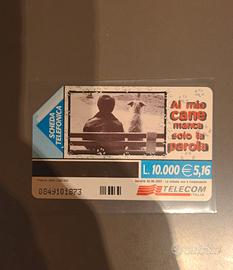 SCHEDA
TELEFONICA
Al mio
cane
manca
solo la
parola
L. 10.000 € 5,16
0849101873
TELECOM
ITALIA